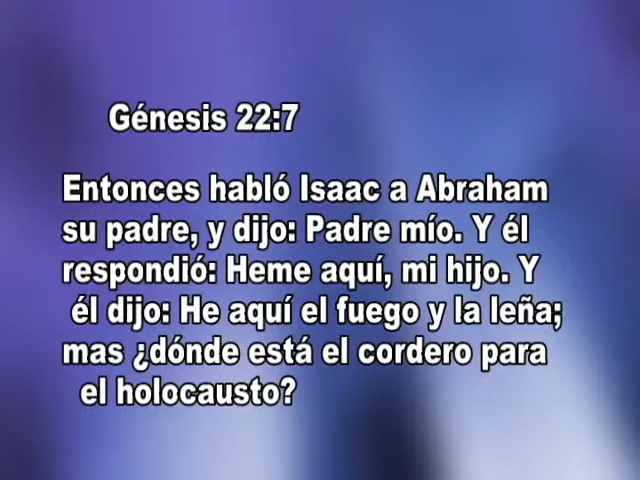 Génesis 22:7
Entonces habló Isaac a Abraham
su padre, y dijo: Padre mío. Y él
respondió: Heme aquí, mi hijo. Y
él dijo: He aquí el fuego y la leña;
mas ¿dónde está el cordero para
el holocausto?